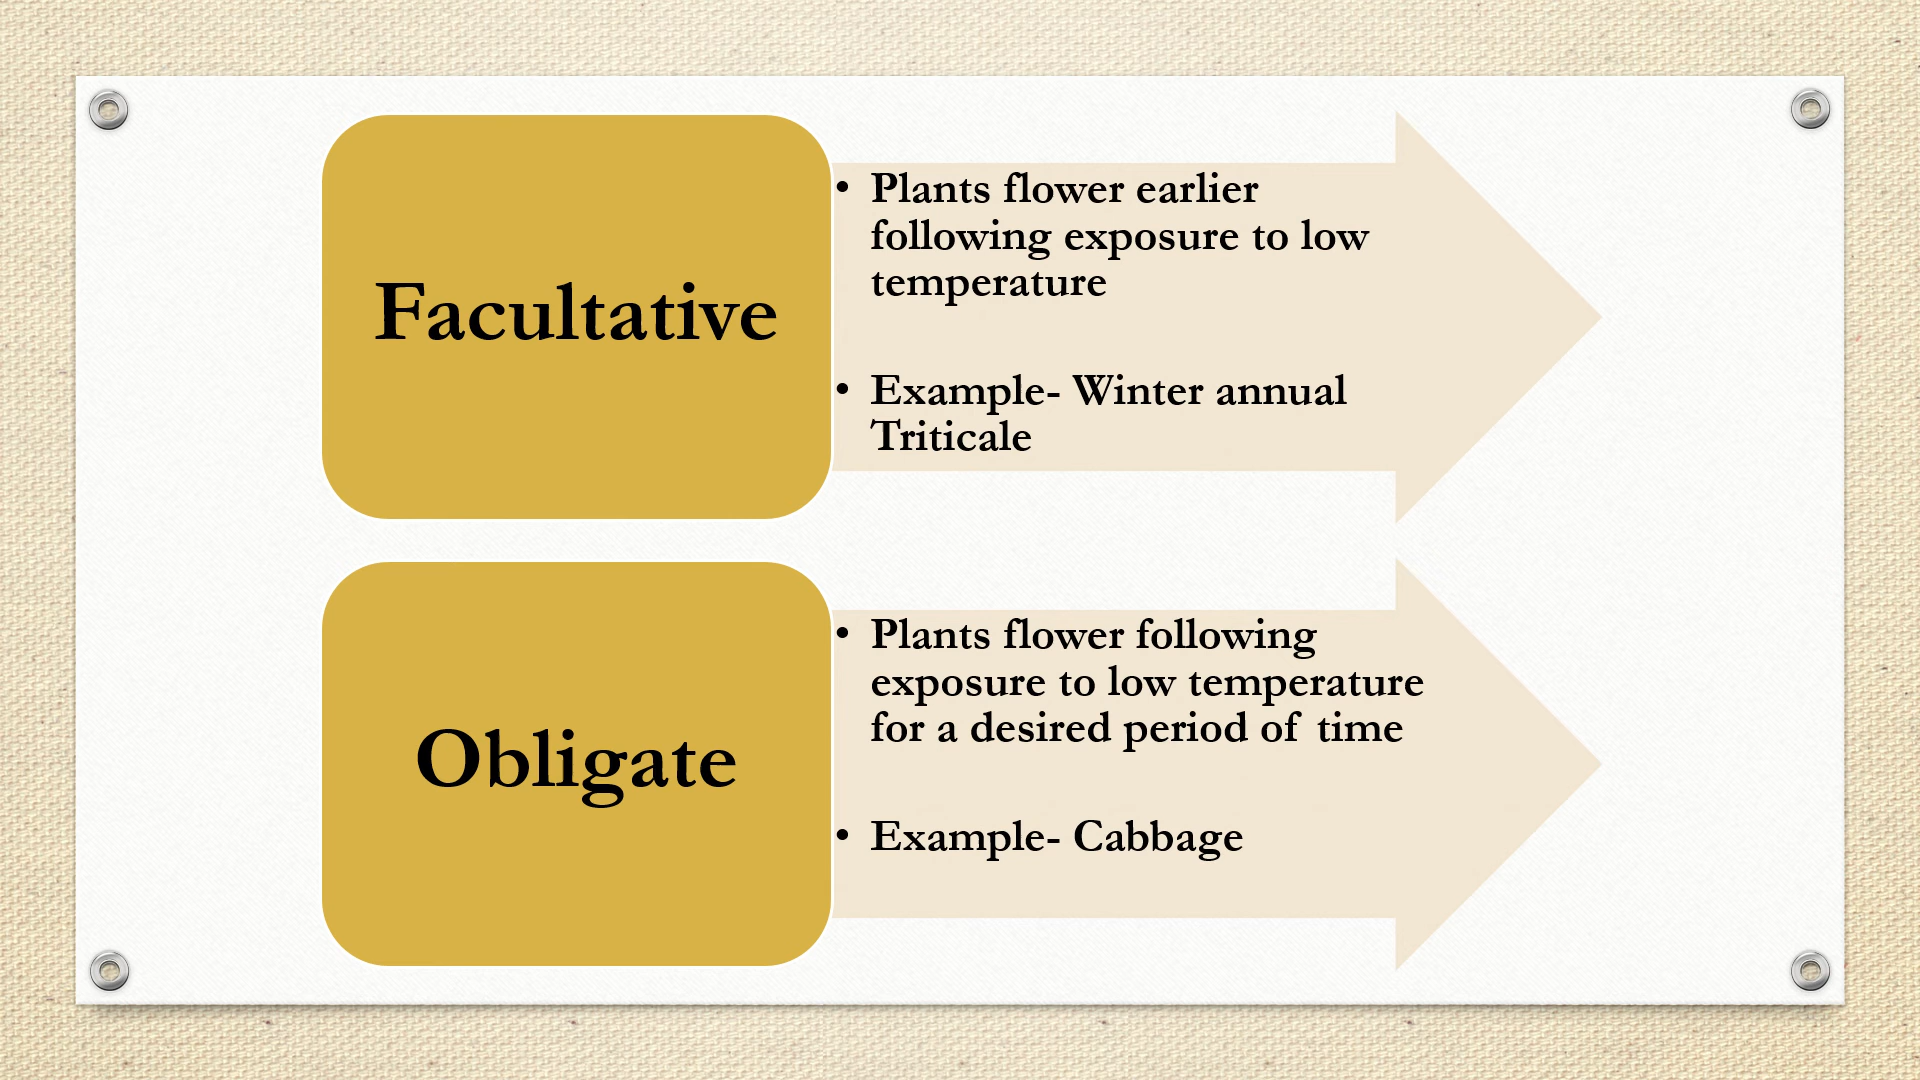 Facultative
• Plants flower earlier
following exposure to low
temperature
• Example- Winter annual
Triticale
Obligate
• Plants flower following
exposure to low temperature
for a desired period of time
• Example- Cabbage